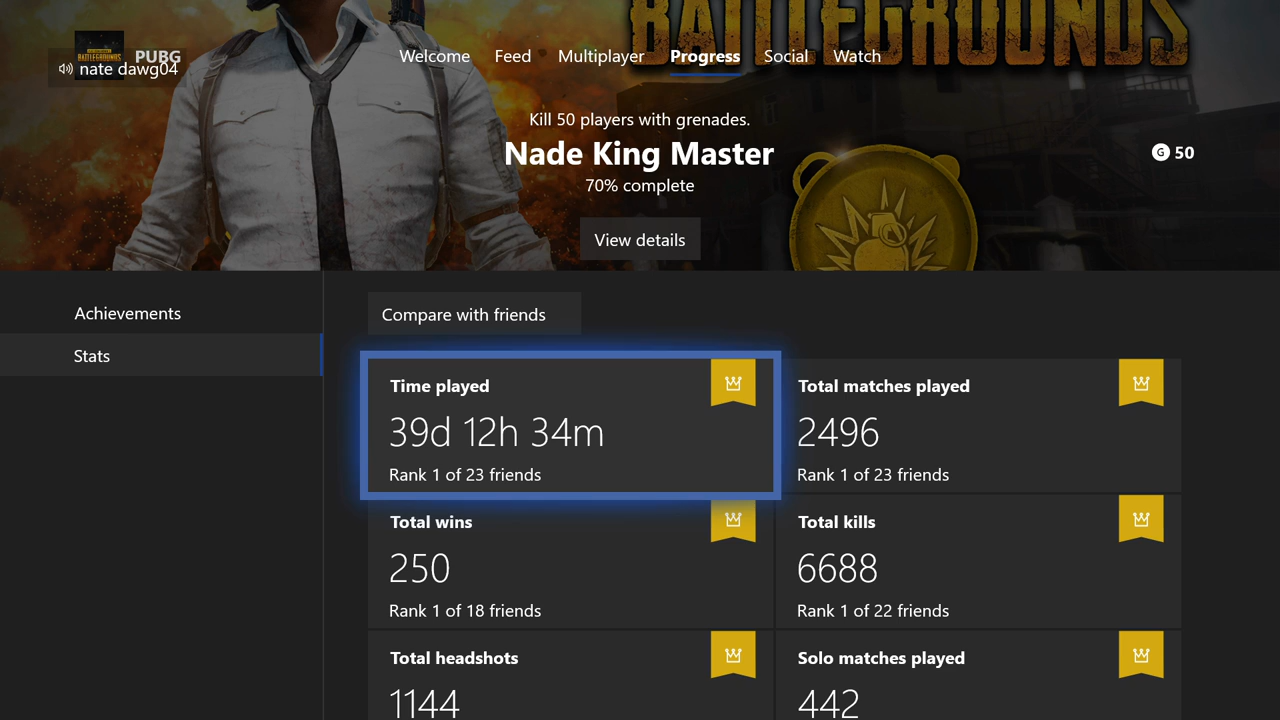 BATTLEGROUNDS
BATTLEGROUNDS
PUBG
nate dawg04
Welcome
Feed
Multiplayer
Progress
Social
Watch
Kill 50 players with grenades.
Nade King Master
70% complete
G 50
View details
Achievements
Stats
Compare with friends
Time played
39d 12h 34m
Rank 1 of 23 friends
Total matches played
2496
Rank 1 of 23 friends
Total wins
250
Rank 1 of 18 friends
Total kills
6688
Rank 1 of 22 friends
Total headshots
1144
Solo matches played
442